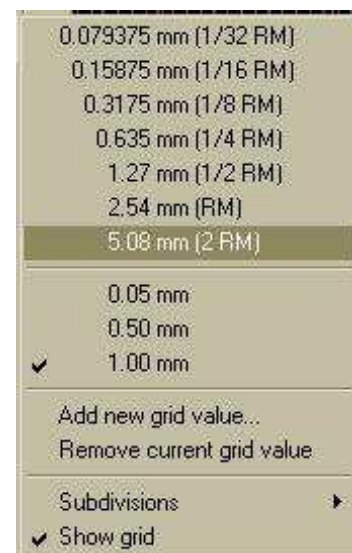 0.079375 mm (1/32 RM)
0.15875 mm (1/16 RM)
0.3175 mm (1/8 RM)
0.635 mm (1/4 RM)
1.27 mm (1/2 RM)
2.54 mm (RM)
5.08 mm (2 RM)
0.05 mm
0.50 mm
1.00 mm
Add new grid value...
Remove current grid value
Subdivisions
Show grid